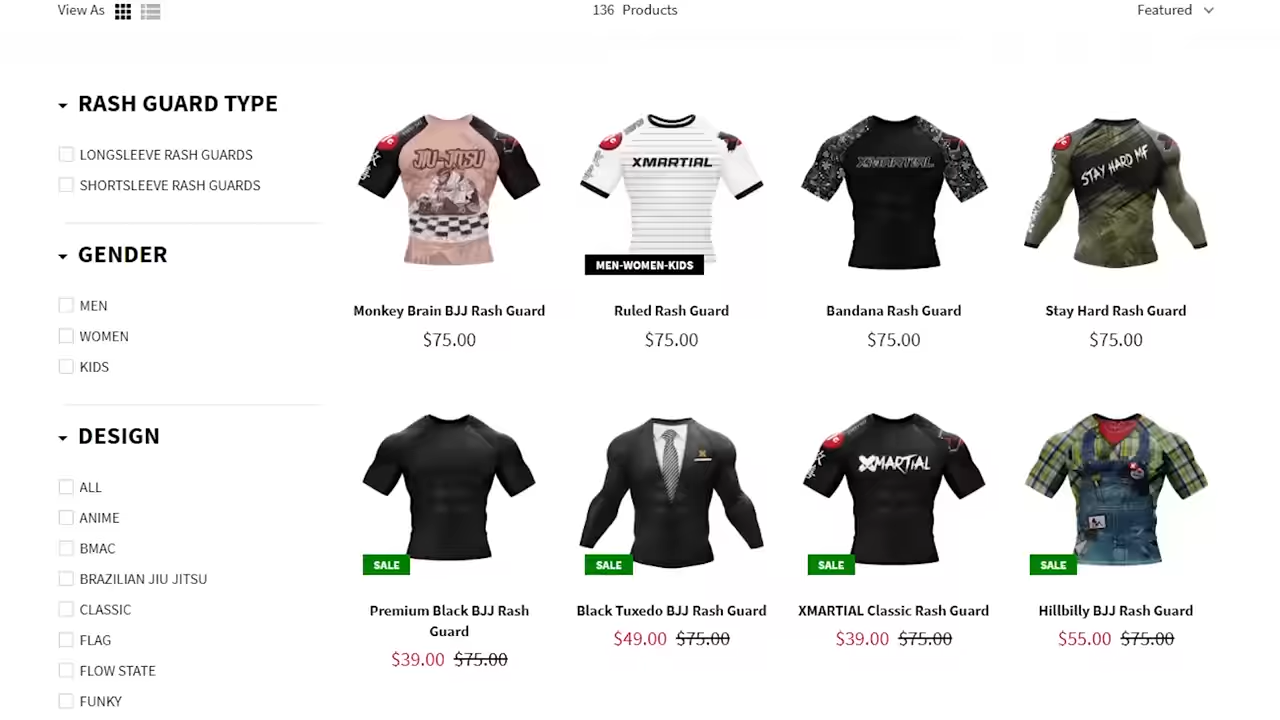 View As
136 Products
Featured
RASH GUARD TYPE
LONGSLEEVE RASH GUARDS
SHORTSLEEVE RASH GUARDS
GENDER
MEN
WOMEN
KIDS
DESIGN
ALL
ANIME
BMAC
BRAZILIAN JIU JITSU
CLASSIC
FLAG
FLOW STATE
FUNKY
JIU-JITSU
XMARTIAL
XMARTIAL
STAY HARD MF
MEN-WOMEN-KIDS
Monkey Brain BJJ Rash Guard
$75.00
Ruled Rash Guard
$75.00
Bandana Rash Guard
$75.00
Stay Hard Rash Guard
$75.00
XMARTIAL
SALE
SALE
SALE
SALE
Premium Black BJJ Rash
Guard
$39.00 $75.00
Black Tuxedo BJJ Rash Guard
$49.00 $75.00
XMARTIAL Classic Rash Guard
$39.00 $75.00
Hillbilly BJJ Rash Guard
$55.00 $75.00